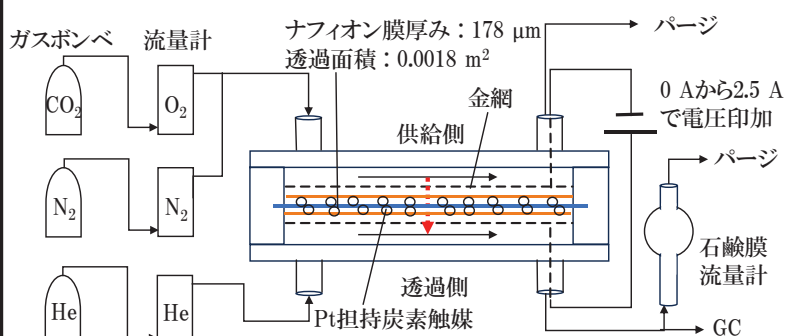 ガスボンベ
流量計
ナフィオン膜厚み：178 μm
透過面積：0.0018 m²
パージ
CO₂
O₂
金網
供給側
0 Aから2.5 A
で電圧印加
パージ
N₂
N₂
石鹸膜
流量計
He
He
透過側
Pt担持炭素触媒
GC